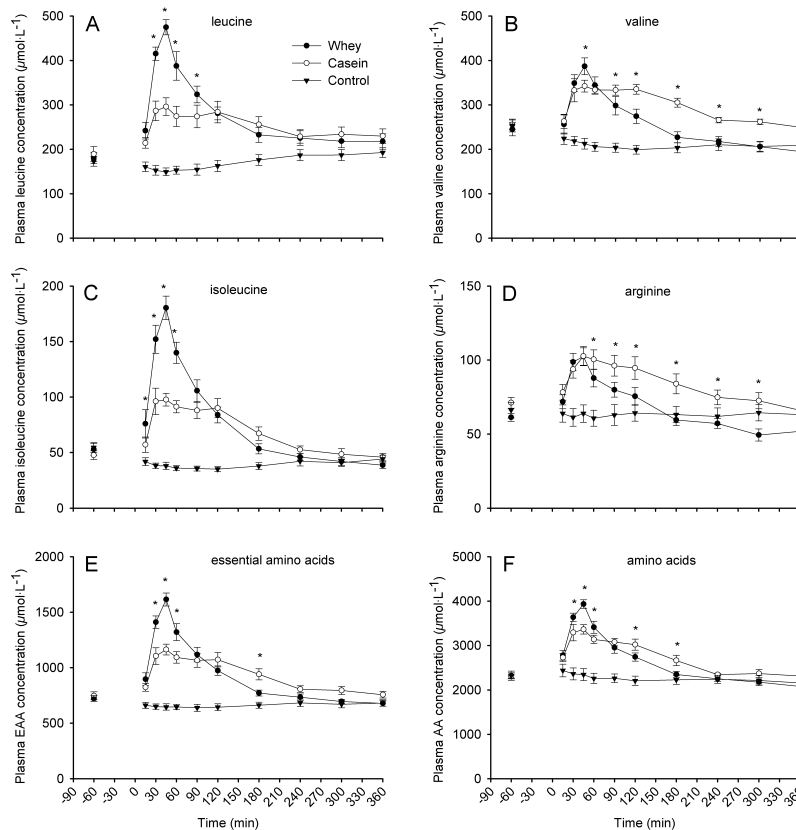 A
leucine
Whey
Casein
Control
Plasma leucine concentration (µmol·L⁻¹)
500
400
300
200
100
0
* * * *
B
valine
Plasma valine concentration (µmol·L⁻¹)
500
400
300
200
100
0
* * * * * *
C
isoleucine
Plasma isoleucine concentration (µmol·L⁻¹)
200
150
100
50
0
* * * *
D
arginine
Plasma arginine concentration (µmol·L⁻¹)
150
100
50
0
* * * * * *
E
essential amino acids
Plasma EAA concentration (µmol·L⁻¹)
2000
1500
1000
500
0
* * * *
-90 -60 -30 0 30 60 90 120 150 180 210 240 270 300 330 360
Time (min)
F
amino acids
Plasma AA concentration (µmol·L⁻¹)
5000
4000
3000
2000
1000
0
* * * * *
-90 -60 -30 0 30 60 90 120 150 180 210 240 270 300 330 360
Time (min)